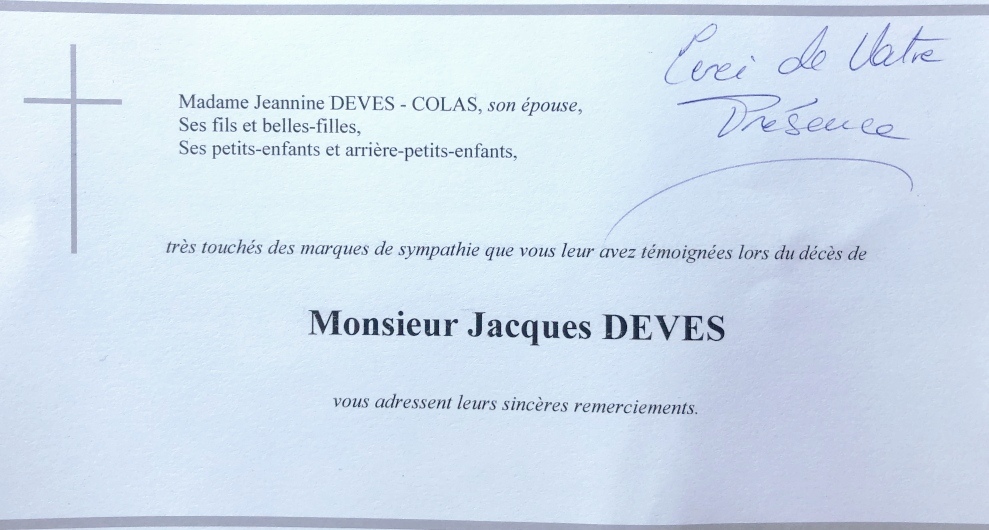 Merci de Votre
Présence
Madame Jeannine DEVES - COLAS, son épouse,
Ses fils et belles-filles,
Ses petits-enfants et arrière-petits-enfants,
très touchés des marques de sympathie que vous leur avez témoignées lors du décès de
Monsieur Jacques DEVES
vous adressent leurs sincères remerciements.